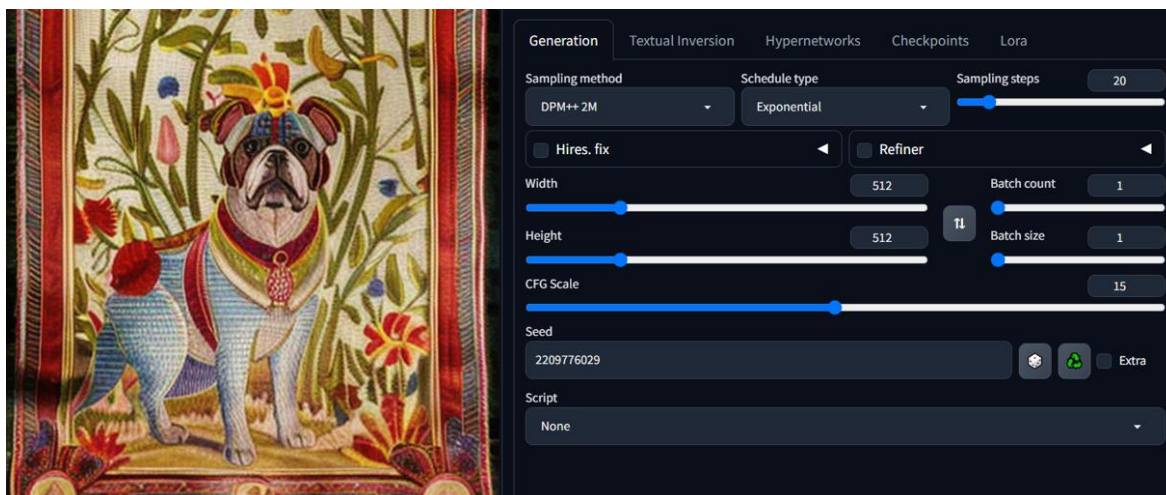 Generation Textual Inversion Hypernetworks Checkpoints Lora
Sampling method Schedule type Sampling steps 20
DPM++ 2M Exponential
Hires. fix Refiner
Width 512 Batch count 1
Height 512 Batch size 1
CFG Scale 15
Seed
2209776029 Extra
Script
None